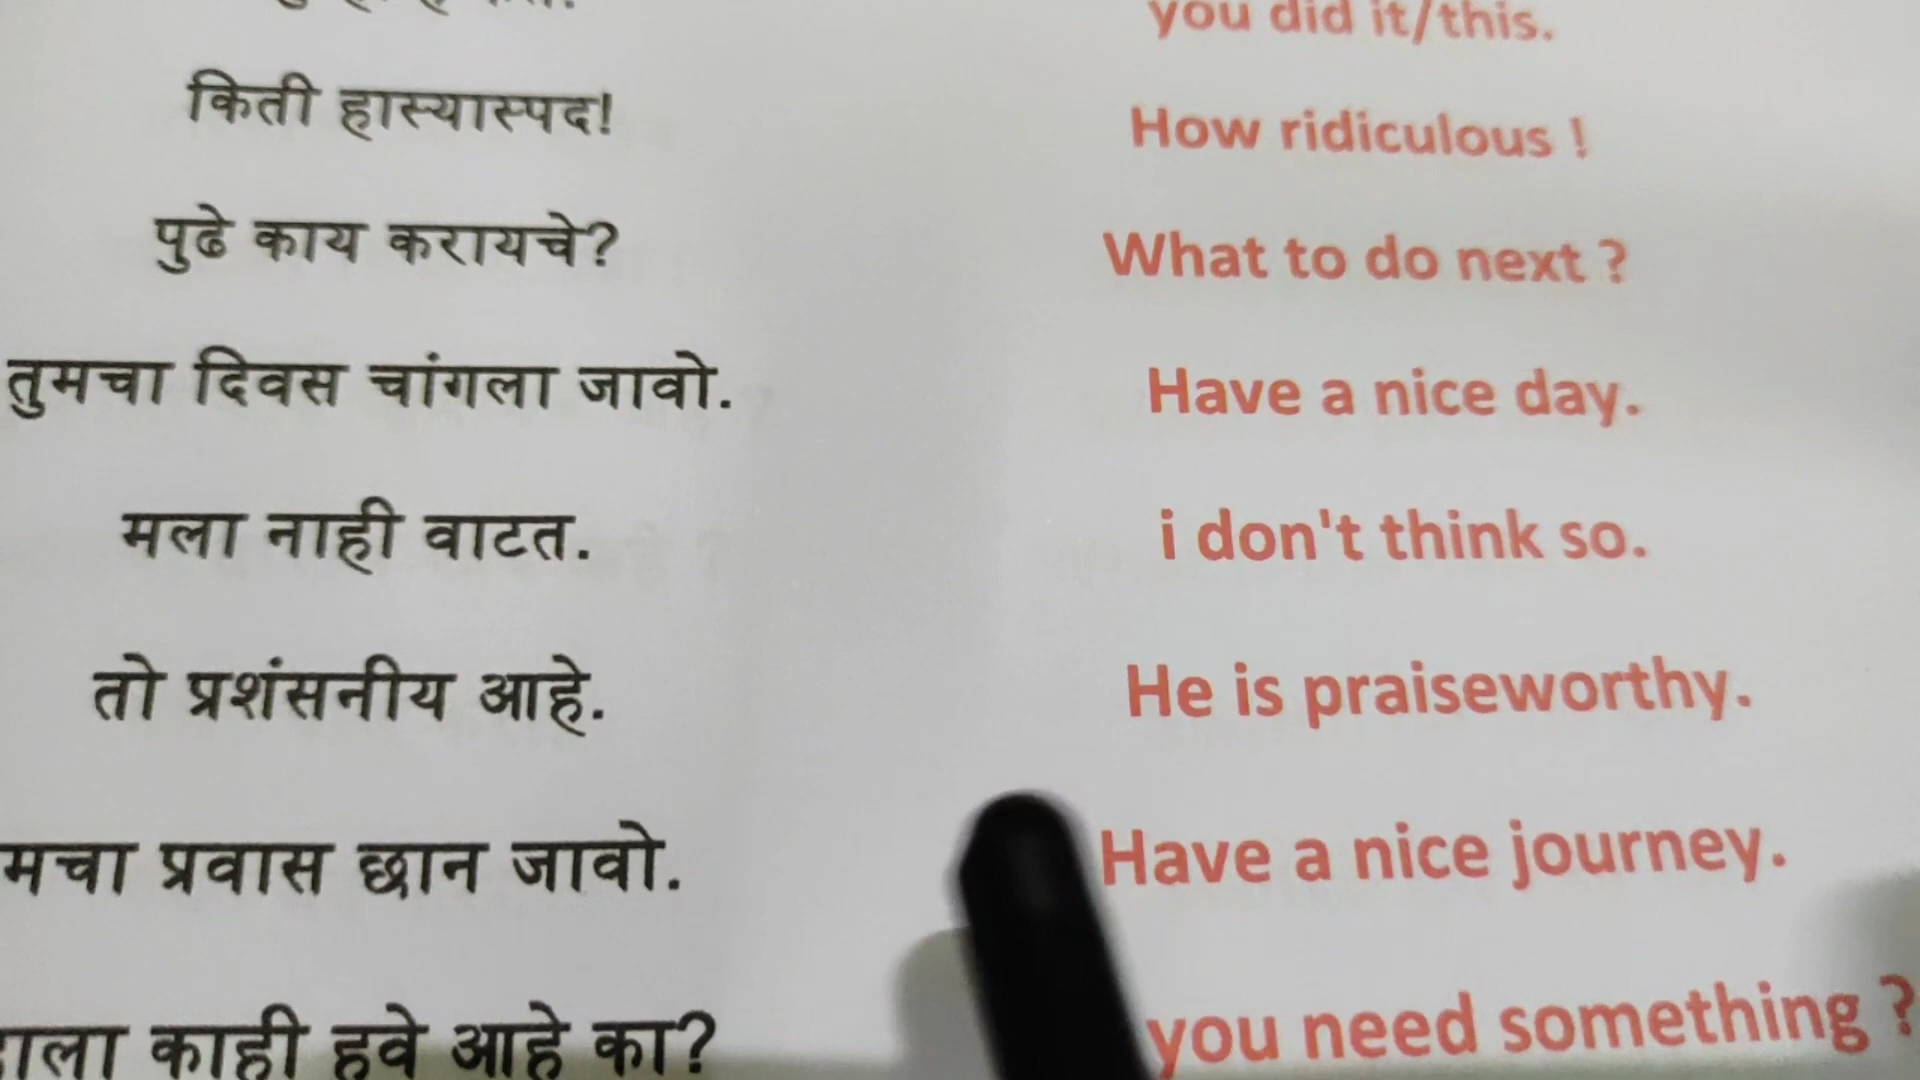 you did it/this.
किती हास्यास्पद! How ridiculous !
पुढे काय करायचे? What to do next ?
तुमचा दिवस चांगला जावो. Have a nice day.
मला नाही वाटत. i don't think so.
तो प्रशंसनीय आहे. He is praiseworthy.
मचा प्रवास छान जावो. Have a nice journey.
काही हवे आहे का? you need something ?